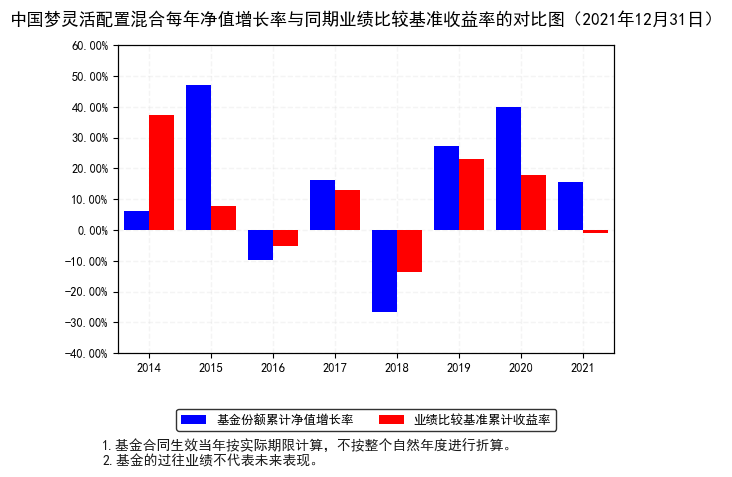 中国梦灵活配置混合每年净值增长率与同期业绩比较基准收益率的对比图（2021年12月31日）
60.00%
50.00%
40.00%
30.00%
20.00%
10.00%
0.00%
-10.00%
-20.00%
-30.00%
-40.00%
2014 2015 2016 2017 2018 2019 2020 2021
基金份额累计净值增长率 业绩比较基准累计收益率
1.基金合同生效当年按实际期限计算，不按整个自然年度进行折算。
2.基金的过往业绩不代表未来表现。